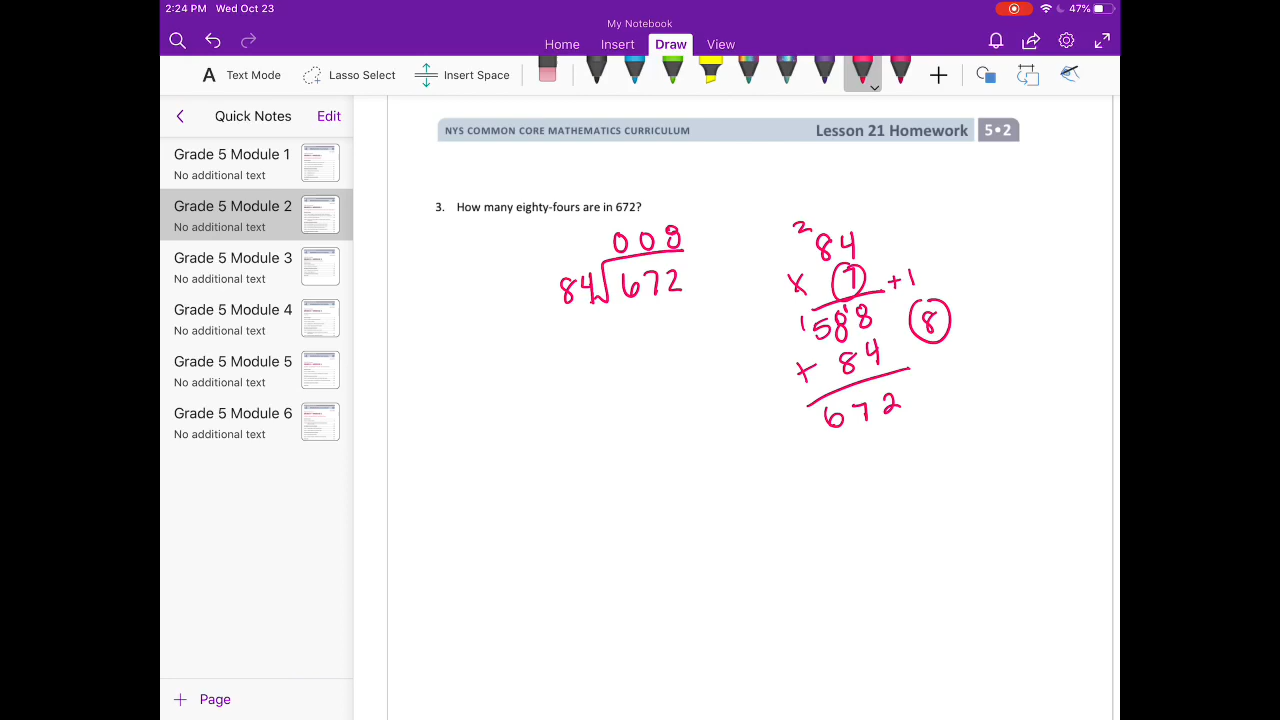 2:24 PM Wed Oct 23
47%
My Notebook
Home Insert Draw View
A Text Mode
Lasso Select
Insert Space
Quick Notes
Edit
Grade 5 Module 1
No additional text
Grade 5 Module 2
No additional text
Grade 5 Module 3
No additional text
Grade 5 Module 4
No additional text
Grade 5 Module 5
No additional text
Grade 5 Module 6
No additional text
+ Page
NYS COMMON CORE MATHEMATICS CURRICULUM
Lesson 21 Homework 5•2
3. How many eighty-four are in 672?
008
84)672
2
84
x 7 +1
1
1588
8
+ 84
672